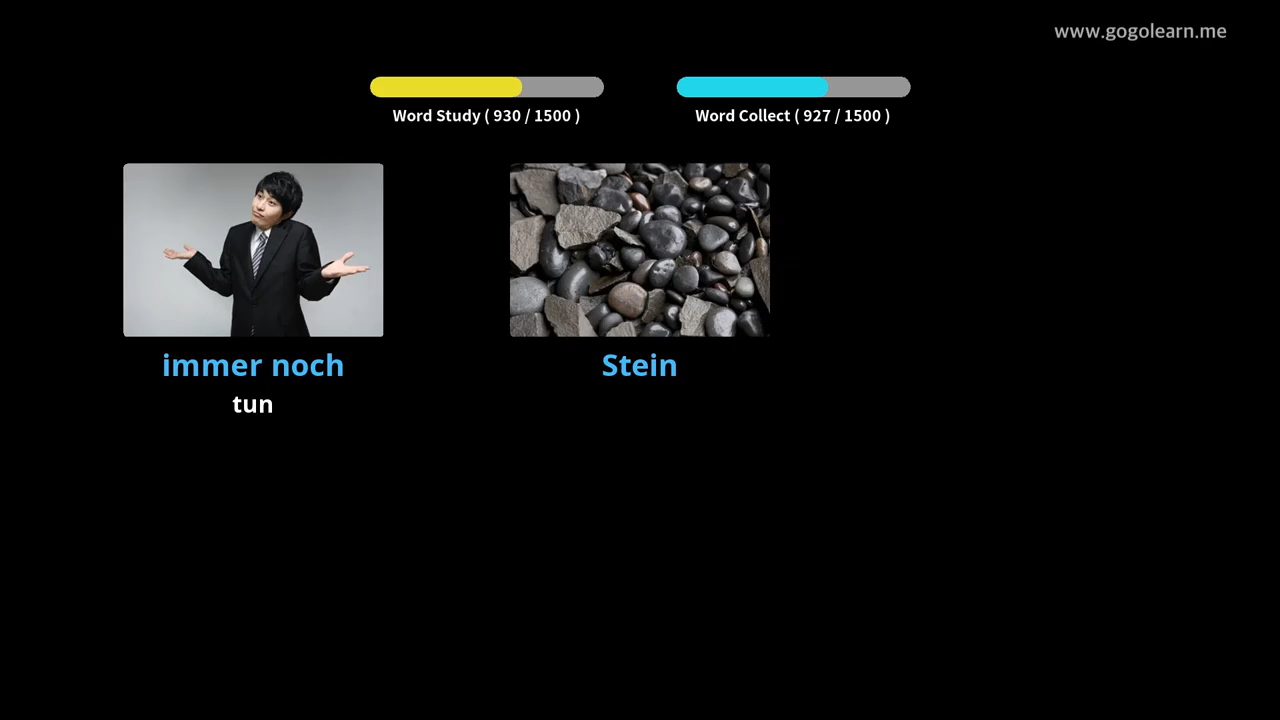 www.gogolearn.me
Word Study ( 930 / 1500 )
Word Collect ( 927 / 1500 )
immer noch
tun
Stein